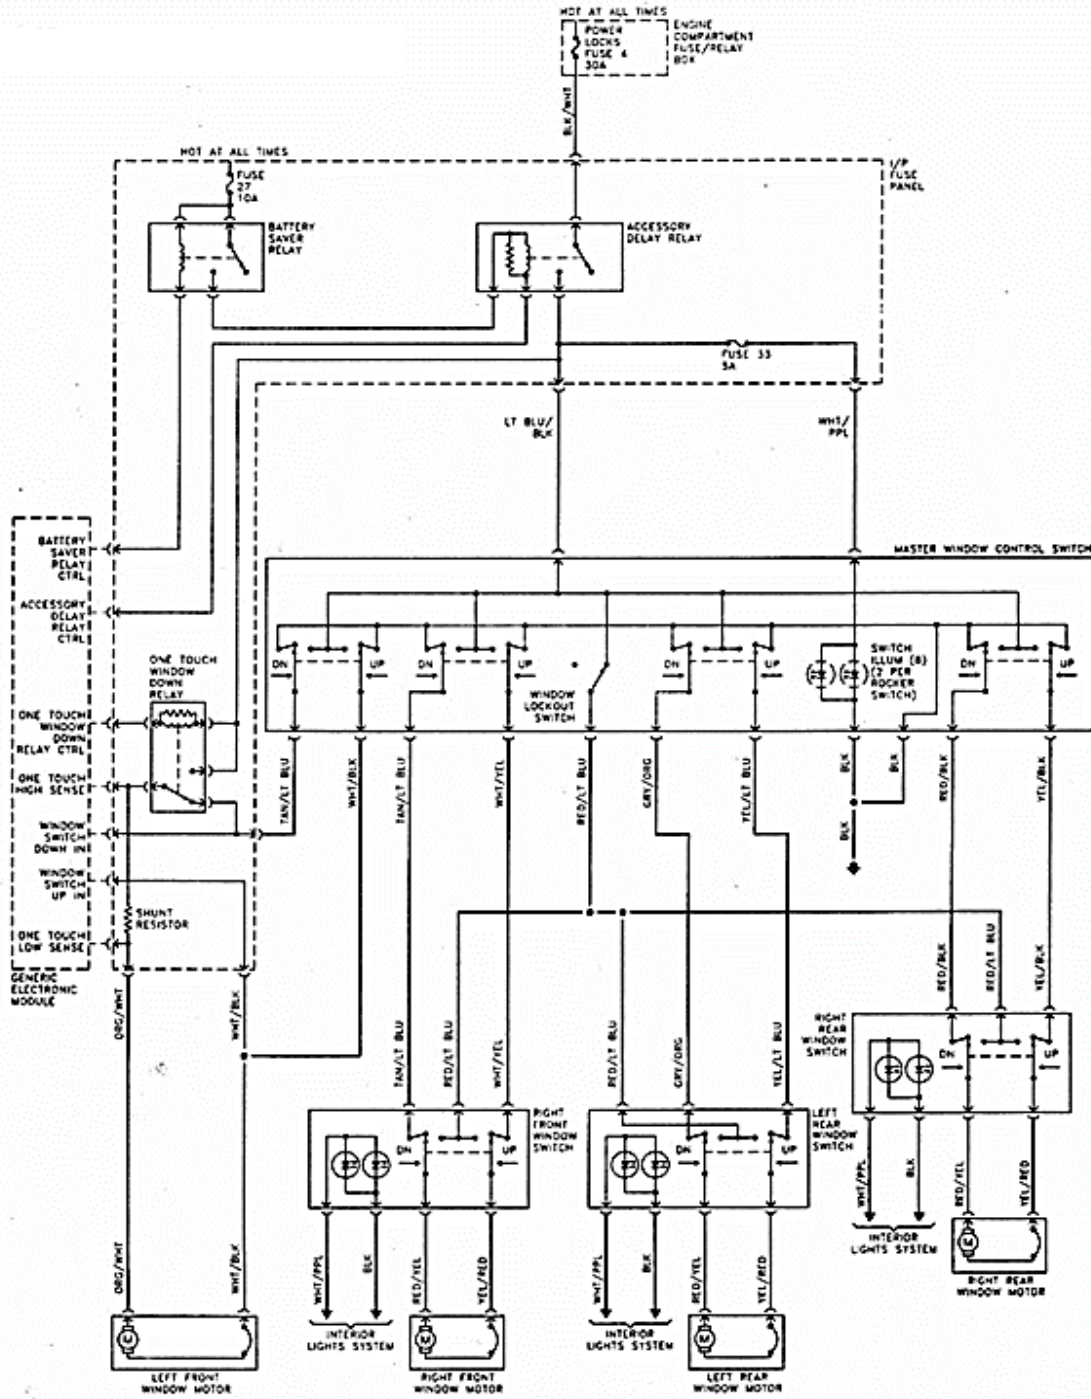 HOT AT ALL TIMES
POWER
LOCKS
FUSE 4
30A
ENGINE
COMPARTMENT
FUSE/RELAY
BOX
BLK/WHT
HOT AT ALL TIMES
I/P
FUSE
PANEL
FUSE
27
10A
BATTERY
SAVER
RELAY
ACCESSORY
DELAY RELAY
FUSE 33
5A
LT BLU/
BLK
WHT/
PPL
BATTERY
SAVER
RELAY
CTRL
ACCESSORY
DELAY
RELAY
CTRL
ONE TOUCH
WINDOW
DOWN
RELAY
ONE TOUCH
WINDOW
DOWN
RELAY CTRL
ONE TOUCH
HIGH SENSE
WINDOW
SWITCH
DOWN IN
WINDOW
SWITCH
UP IN
ONE TOUCH
LOW SENSE
GENERIC
ELECTRONIC
MODULE
SHUNT
RESISTOR
MASTER WINDOW CONTROL SWITCH
DN
UP
DN
UP
WINDOW
LOCKOUT
SWITCH
DN
UP
SWITCH
ILLUM (8)
(2 PER
ROCKER
SWITCH)
DN
UP
TAN/LT BLU
WHT/BLK
TAN/LT BLU
WHT/YEL
RED/LT BLU
GRY/ORG
YEL/LT BLU
BLK
BLK
RED/BLK
YEL/BLK
BLK
ORG/WHT
WHT/BLK
TAN/LT BLU
RED/LT BLU
WHT/YEL
RED/LT BLU
GRY/ORG
YEL/LT BLU
RED/BLK
RED/LT BLU
YEL/BLK
RIGHT
REAR
WINDOW
SWITCH
DN
UP
RIGHT
FRONT
WINDOW
SWITCH
DN
UP
LEFT
REAR
WINDOW
SWITCH
DN
UP
WHT/PPL
BLK
RED/YEL
YEL/RED
INTERIOR
LIGHTS SYSTEM
M
RIGHT REAR
WINDOW MOTOR
ORG/WHT
WHT/BLK
WHT/PPL
BLK
RED/YEL
YEL/RED
WHT/PPL
BLK
RED/YEL
YEL/RED
M
LEFT FRONT
WINDOW MOTOR
INTERIOR
LIGHTS SYSTEM
M
RIGHT FRONT
WINDOW MOTOR
INTERIOR
LIGHTS SYSTEM
M
LEFT REAR
WINDOW MOTOR